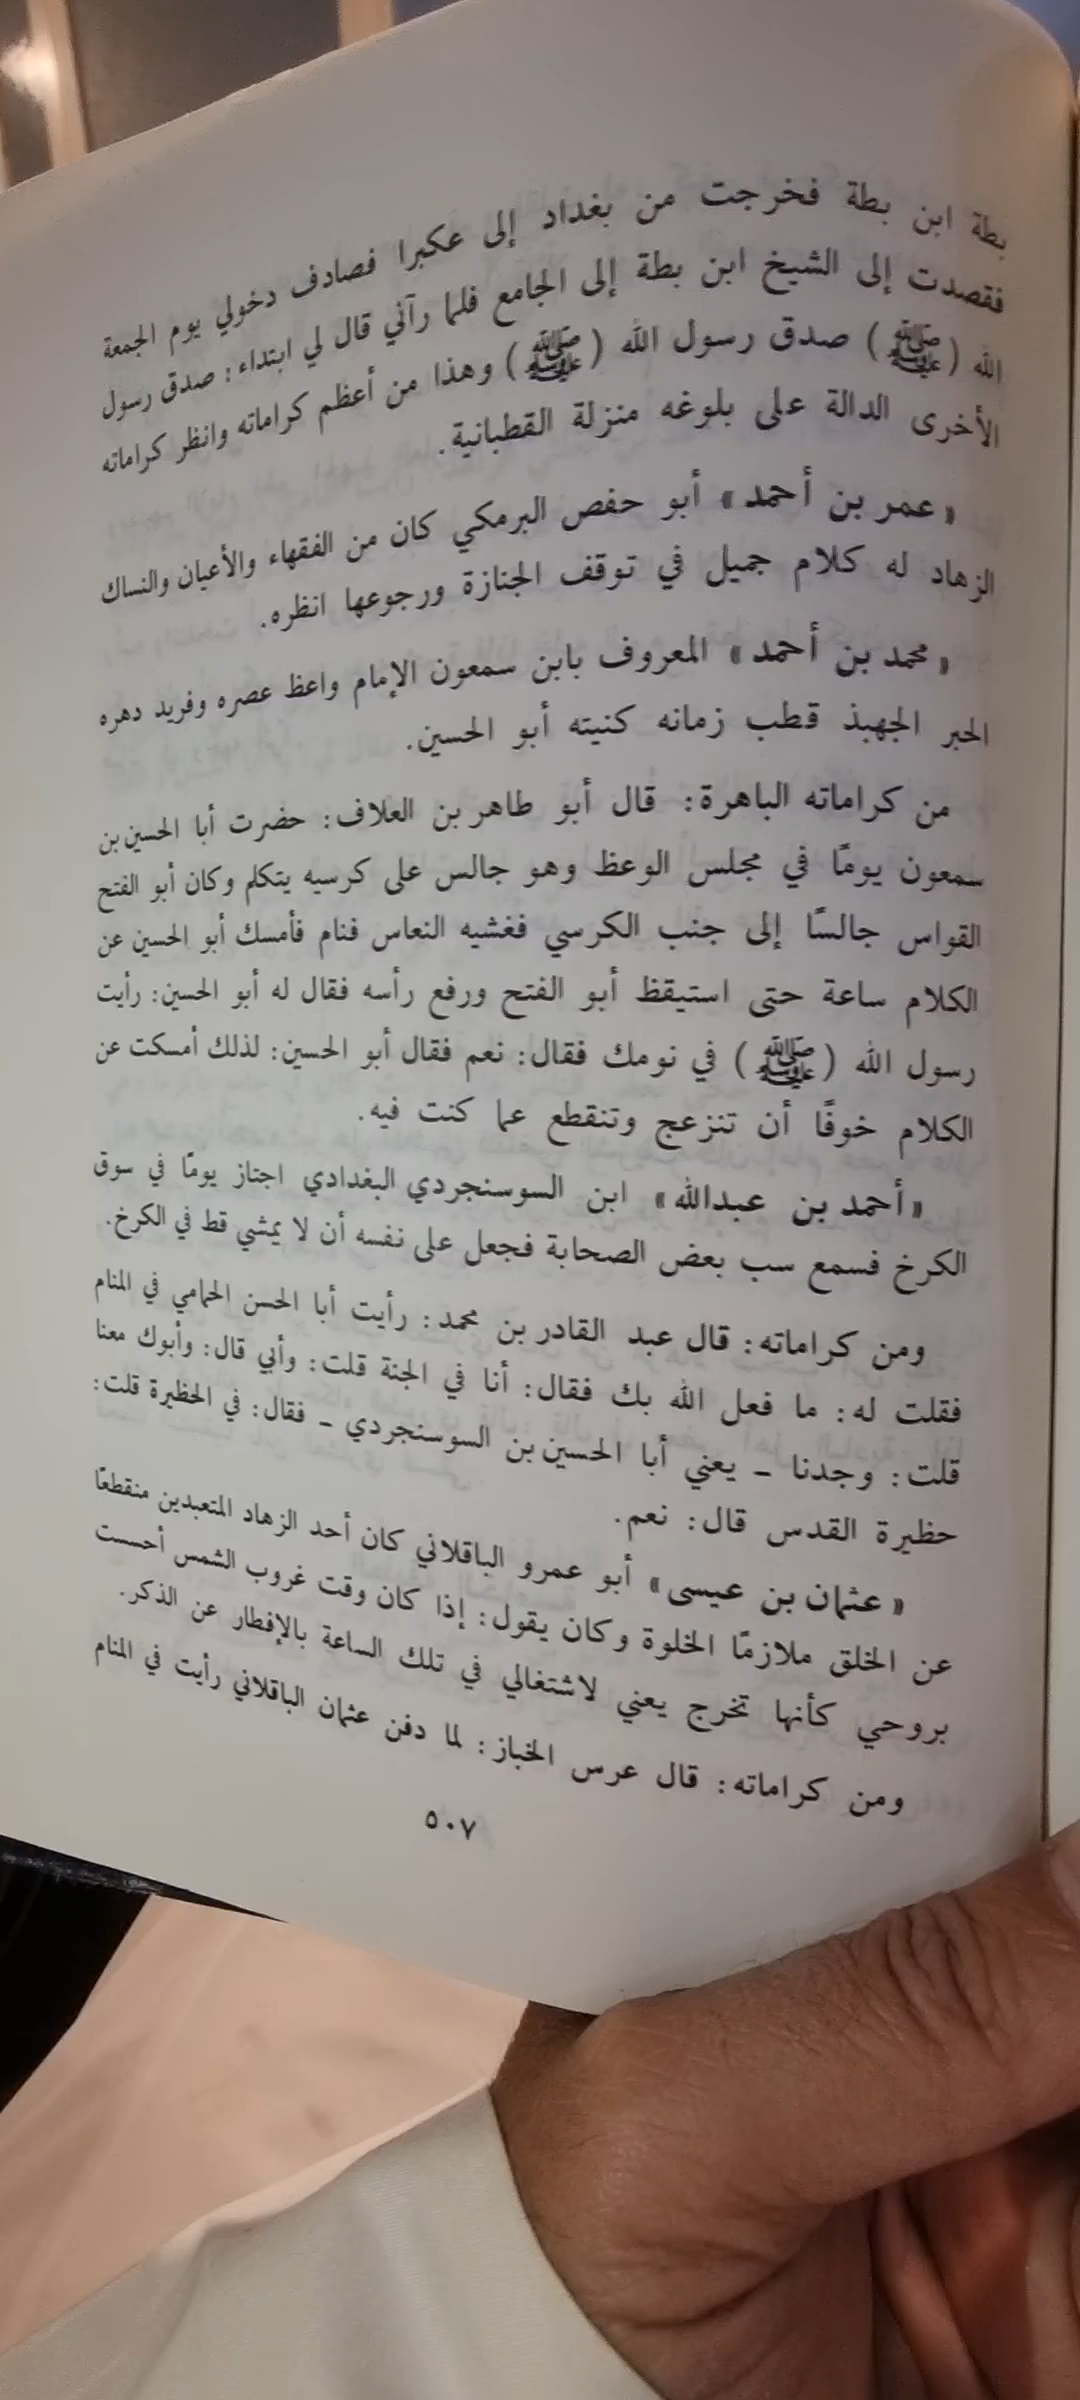 بطة ابن بطة فخرجت من بغداد إلى عكبرا فصادف دخولي يوم الجمعة
فقصدت إلى الشيخ ابن بطة إلى الجامع فلما رآني قال لي ابتداء: صدق رسول
الله (ﷺ) صدق رسول الله (ﷺ) وهذا من أعظم كراماته وانظر كراماته
الأخرى الدالة على بلوغه منزلة القطبانية.
«عمر بن أحمد» أبو حفص البرمكي كان من الفقهاء والأعيان والنساك
الزهاد له كلام جميل في توقف الجنازة ورجوعها انظره.
«محمد بن أحمد» المعروف بابن سمعون الإمام واعظ عصره وفريد دهره
الحبر الجهبذ قطب زمانه كنيته أبو الحسين.
من كراماته الباهرة: قال أبو طاهر بن العلاف: حضرت أبا الحسين بن
سمعون يومًا في مجلس الوعظ وهو جالس على كرسيه يتكلم وكان أبو الفتح
القواس جالسًا إلى جنب الكرسي فغشيه النعاس فنام فأمسك أبو الحسين عن
الكلام ساعة حتى استيقظ أبو الفتح ورفع رأسه فقال له أبو الحسين: رأيت
رسول الله (ﷺ) في نومك فقال: نعم فقال أبو الحسين: لذلك أمسكت عن
الكلام خوفًا أن تنزعج وتنقطع عما كنت فيه.
«أحمد بن عبدالله» ابن السوسنجردي البغدادي اجتاز يومًا في سوق
الكرخ فسمع سب بعض الصحابة فجعل على نفسه أن لا يمشي قط في الكرخ.
ومن كراماته: قال عبد القادر بن محمد: رأيت أبا الحسن الحمامي في المنام
فقلت له: ما فعل الله بك فقال: أنا في الجنة قلت: وأبي قال: وأبوك معنا
قلت: وجدنا - يعني أبا الحسين بن السوسنجردي - فقال: في الحظيرة قلت:
حظيرة القدس قال: نعم.
«عثمان بن عيسى» أبو عمرو الباقلاني كان أحد الزهاد المتعبدين منقطعًا
عن الخلق ملازمًا الخلوة وكان يقول: إذا كان وقت غروب الشمس أحسست
بروحي كأنها تخرج يعني لاشتغالي في تلك الساعة بالإفطار عن الذكر.
ومن كراماته: قال عرس الخباز: لما دفن عثمان الباقلاني رأيت في المنام
٥٠٧